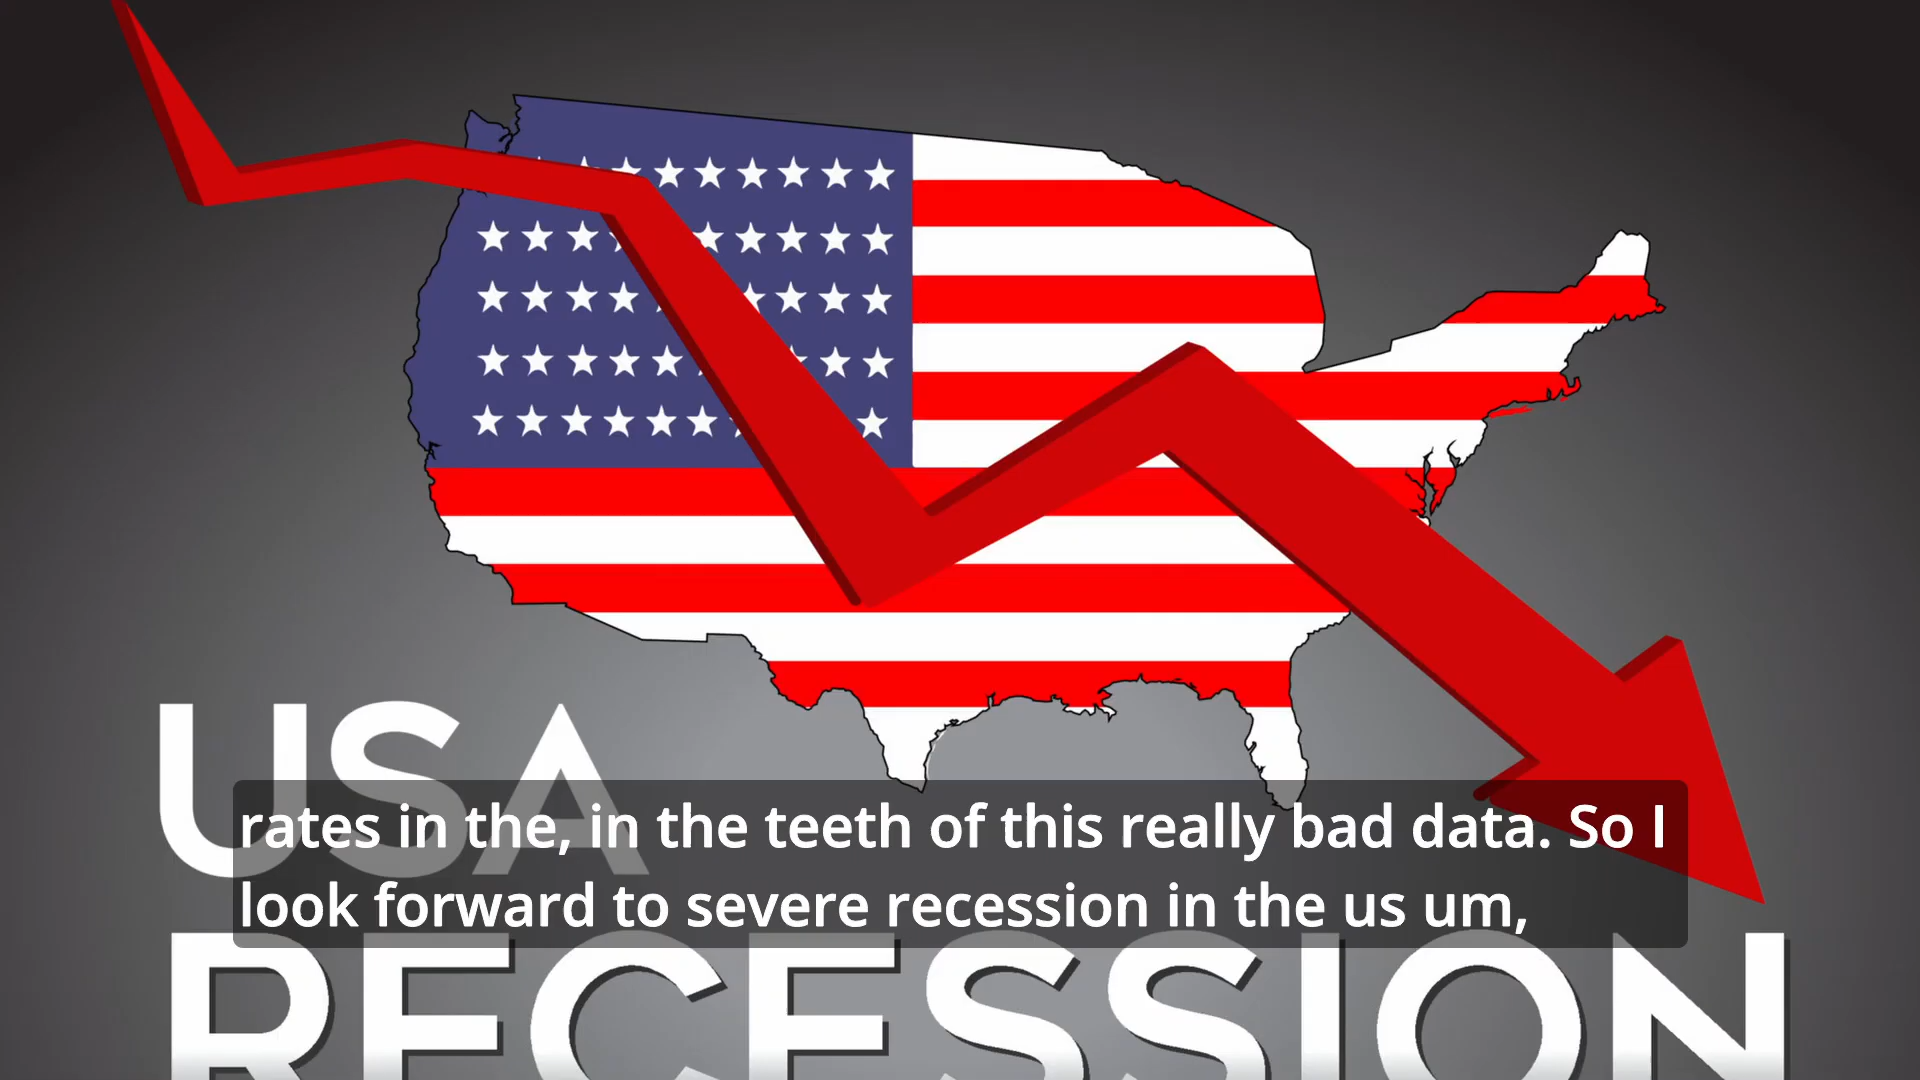 USA
rates in the, in the teeth of this really bad data. So I
look forward to severe recession in the us um,
RECESSION